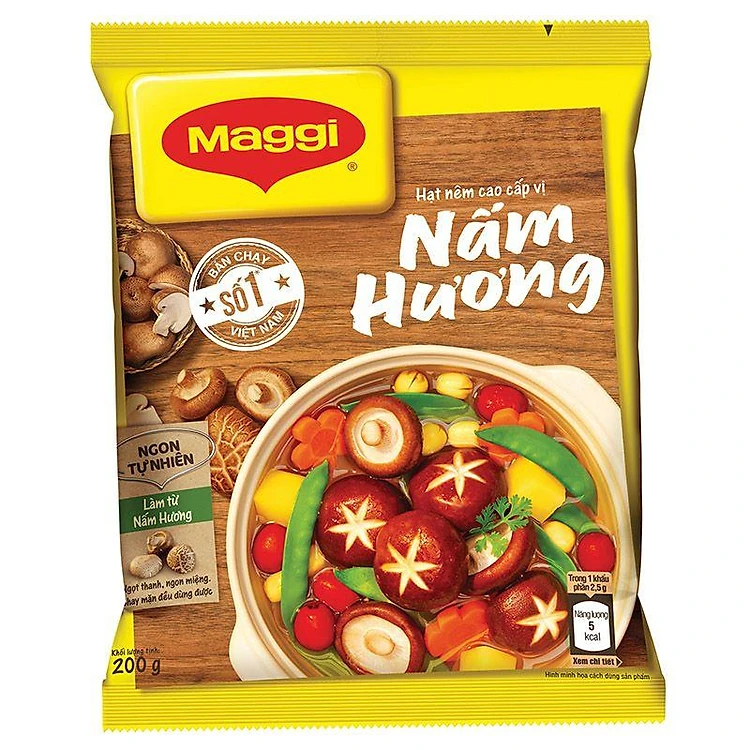 Maggi
®
Hạt nêm cao cấp vị
Nấm
Hương
BÁN CHẠY
SỐ 1
VIỆT NAM
NGON
TỰ NHIÊN
Làm từ
Nấm Hương
Ngọt thanh, ngon miệng.
Chay mặn đều dùng được
Khối lượng tịnh:
200 g
Trong 1 khẩu
phần 2,5 g
Năng lượng
5
kcal
Xem chi tiết
Hình minh họa cách dùng sản phẩm